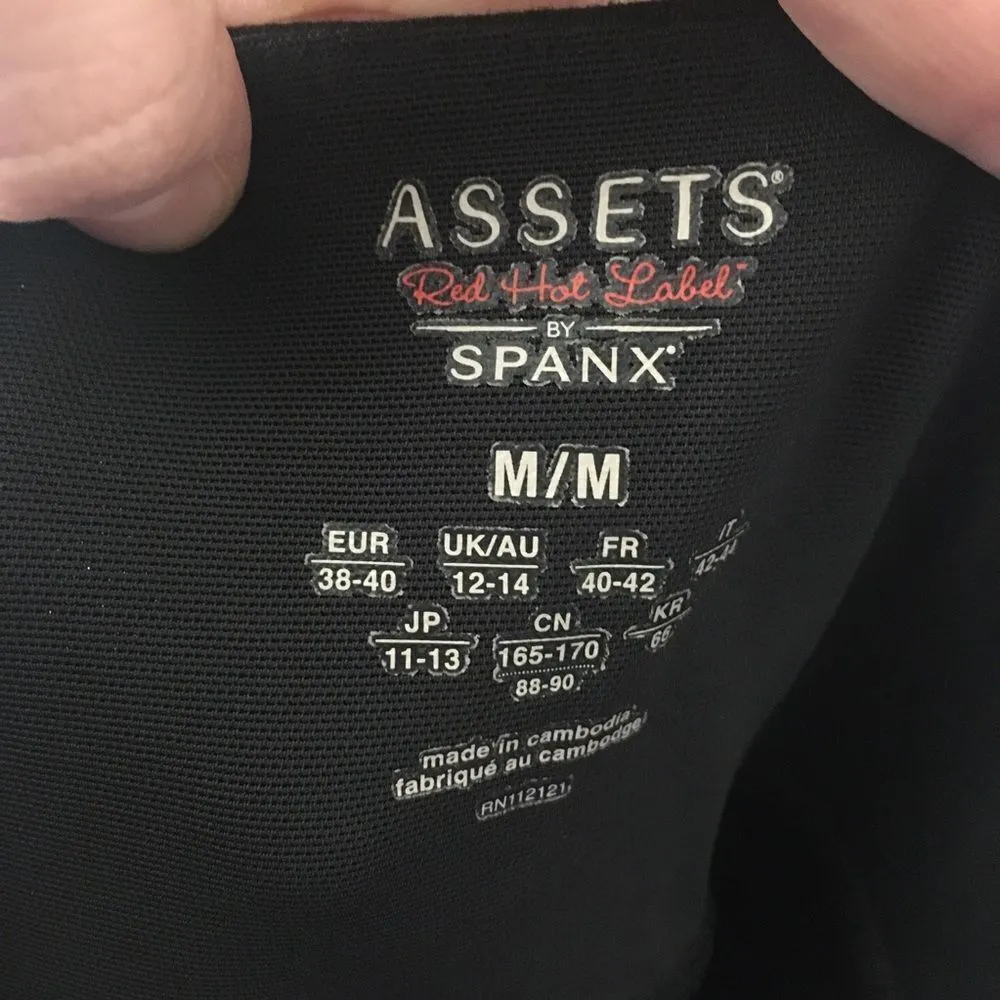 ASSETS®
Red Hot Label™
BY
SPANX®
M/M
EUR UK/AU FR IT
38-40 12-14 40-42 42-44
JP CN KR
11-13 165-170 66
88-90
made in cambodia
fabriqué au cambodge
RN112121